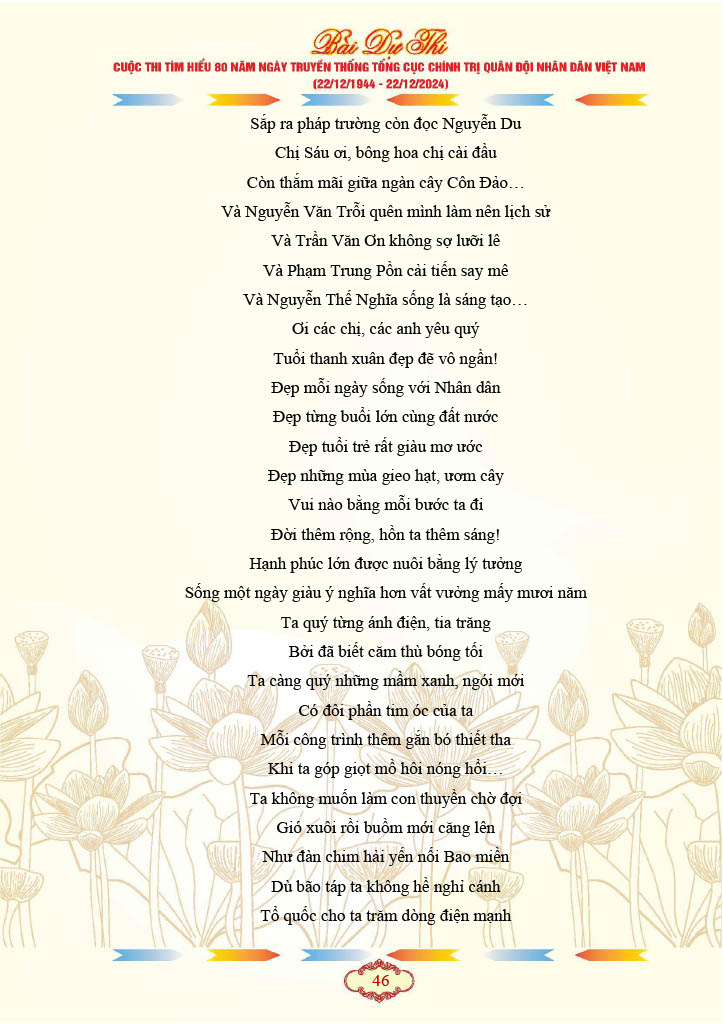 Bài Dự Thi
CUỘC THI TÌM HIỂU 80 NĂM NGÀY TRUYỀN THỐNG TỔNG CỤC CHÍNH TRỊ QUÂN ĐỘI NHÂN DÂN VIỆT NAM
(22/12/1944 - 22/12/2024)
Sắp ra pháp trường còn đọc Nguyễn Du
Chị Sáu ơi, bông hoa chị cài đầu
Còn thắm mãi giữa ngàn cây Côn Đảo…
Và Nguyễn Văn Trỗi quên mình làm nên lịch sử
Và Trần Văn Ơn không sợ lưỡi lê
Và Phạm Trung Pồn cải tiến say mê
Và Nguyễn Thế Nghĩa sống là sáng tạo…
Ơi các chị, các anh yêu quý
Tuổi thanh xuân đẹp đẽ vô ngần!
Đẹp mỗi ngày sống với Nhân dân
Đẹp từng buổi lớn cùng đất nước
Đẹp tuổi trẻ rất giàu mơ ước
Đẹp những mùa gieo hạt, ươm cây
Vui nào bằng mỗi bước ta đi
Đời thêm rộng, hồn ta thêm sáng!
Hạnh phúc lớn được nuôi bằng lý tưởng
Sống một ngày giàu ý nghĩa hơn vất vưởng mấy mươi năm
Ta quý từng ánh điện, tia trăng
Bởi đã biết căm thù bóng tối
Ta càng quý những mầm xanh, ngói mới
Có đôi phần tim óc của ta
Mỗi công trình thêm gắn bó thiết tha
Khi ta góp giọt mồ hôi nóng hổi…
Ta không muốn làm con thuyền chờ đợi
Gió xuôi rồi buồm mới căng lên
Như đàn chim hải yến nối Bao miền
Dù bão táp ta không hề nghỉ cánh
Tổ quốc cho ta trăm dòng điện mạnh
46